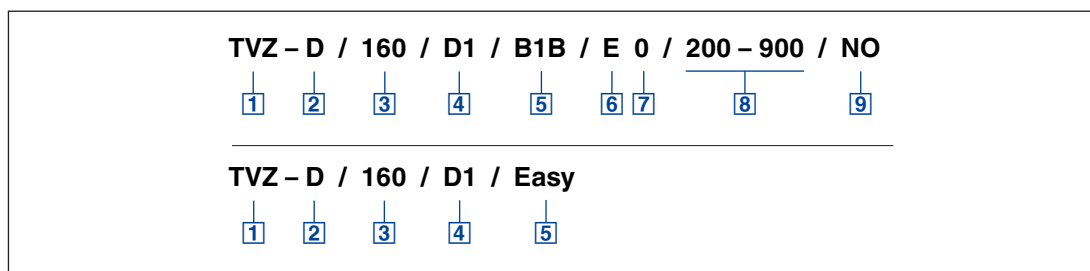 TVZ – D / 160 / D1 / B1B / E 0 / 200 – 900 / NO
1 2 3 4 5 6 7 8 9
TVZ – D / 160 / D1 / Easy
1 2 3 4 5